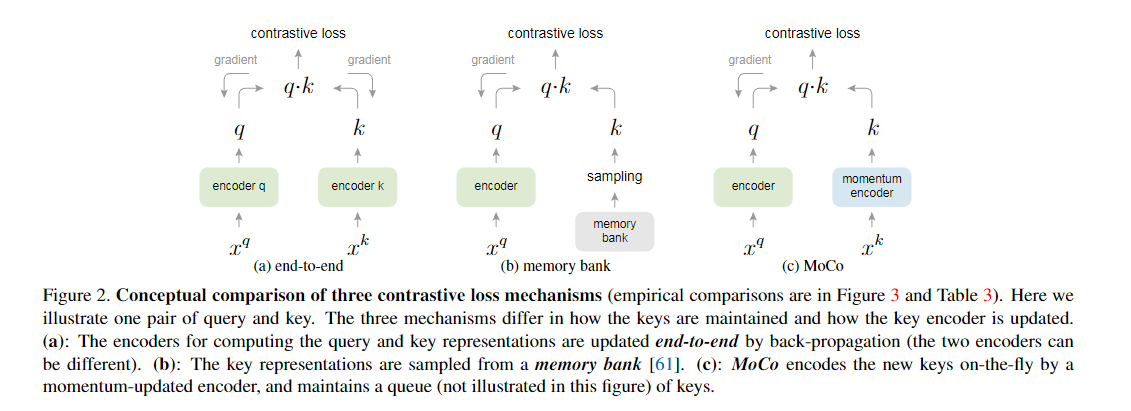 contrastive loss contrastive loss contrastive loss
gradient gradient gradient gradient
q·k q·k q·k
q k q k q k
sampling
encoder q encoder k encoder encoder momentum encoder
memory bank
x^q x^k x^q x^q x^k
(a) end-to-end (b) memory bank (c) MoCo
Figure 2. Conceptual comparison of three contrastive loss mechanisms (empirical comparisons are in Figure 3 and Table 3). Here we
illustrate one pair of query and key. The three mechanisms differ in how the keys are maintained and how the key encoder is updated.
(a): The encoders for computing the query and key representations are updated end-to-end by back-propagation (the two encoders can
be different). (b): The key representations are sampled from a memory bank [61]. (c): MoCo encodes the new keys on-the-fly by a
momentum-updated encoder, and maintains a queue (not illustrated in this figure) of keys.